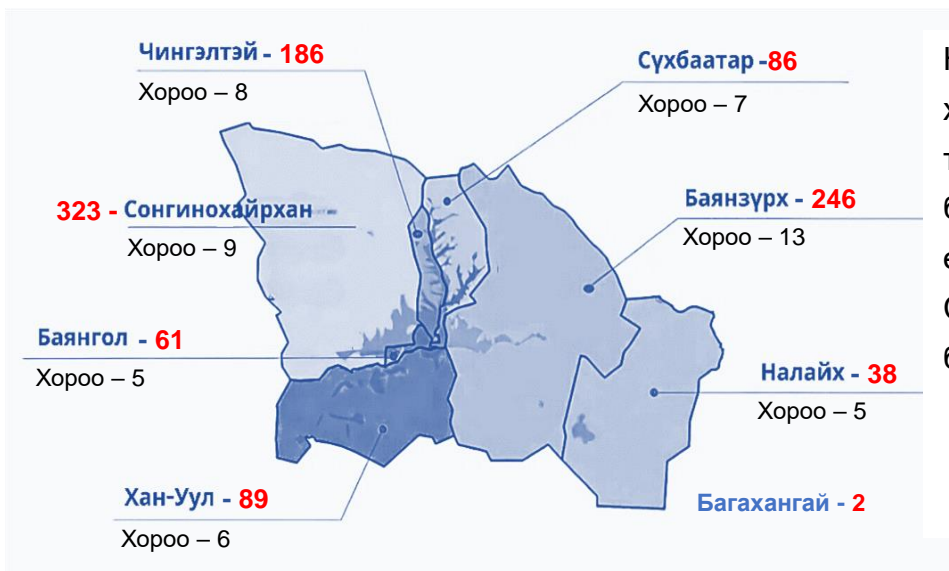 Чингэлтэй - 186
Хороо – 8
Сүхбаатар -86
Хороо – 7
323 - Сонгинохайрхан
Хороо – 9
Баянзүрх - 246
Хороо – 13
Баянгол - 61
Хороо – 5
Налайх - 38
Хороо – 5
Хан-Уул - 89
Хороо – 6
Багахангай - 2